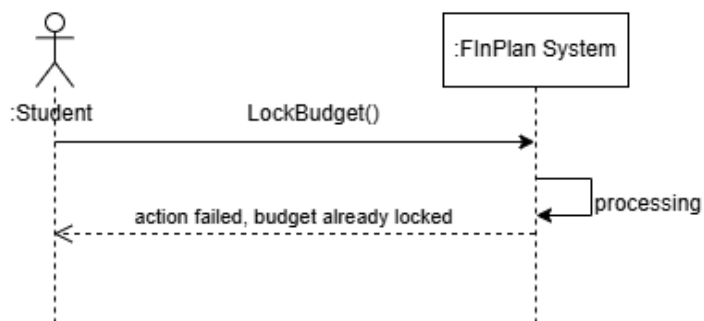 :FInPlan System
:Student
LockBudget()
processing
action failed, budget already locked